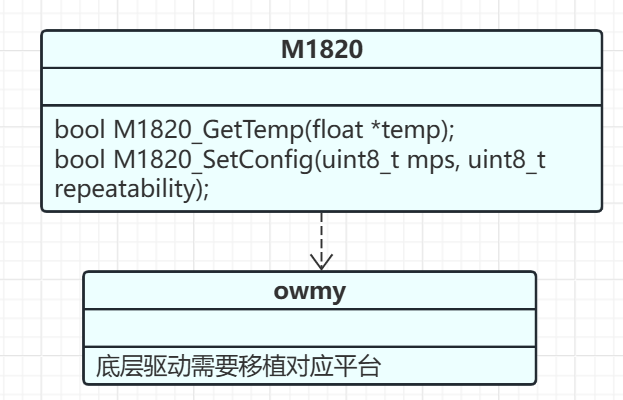 M1820
bool M1820_GetTemp(float *temp);
bool M1820_SetConfig(uint8_t mps, uint8_t
repeatability);
owmy
底层驱动需要移植对应平台